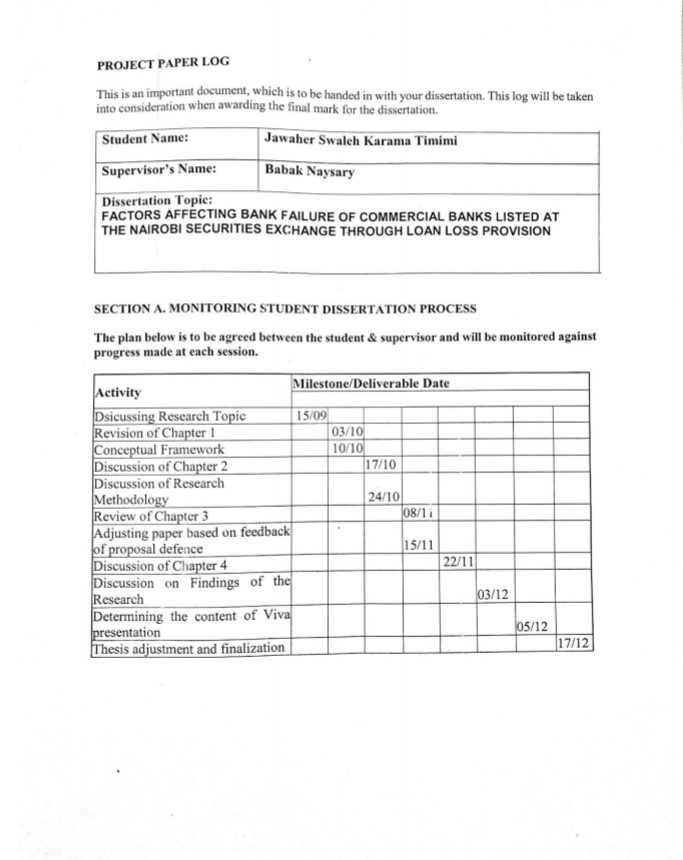 PROJECT PAPER LOG
This is an important document, which is to be handed in with your dissertation. This log will be taken
into consideration when awarding the final mark for the dissertation.
Student Name: Jawaher Swaleh Karama Timimi
Supervisor's Name: Babak Naysary
Dissertation Topic:
FACTORS AFFECTING BANK FAILURE OF COMMERCIAL BANKS LISTED AT
THE NAIROBI SECURITIES EXCHANGE THROUGH LOAN LOSS PROVISION
SECTION A. MONITORING STUDENT DISSERTATION PROCESS
The plan below is to be agreed between the student & supervisor and will be monitored against
progress made at each session.
Activity Milestone/Deliverable Date
Dsicussing Research Topic 15/09
Revision of Chapter 1 03/10
Conceptual Framework 10/10
Discussion of Chapter 2 17/10
Discussion of Research
Methodology 24/10
Review of Chapter 3 08/11
Adjusting paper based on feedback
of proposal defence 15/11
Discussion of Chapter 4 22/11
Discussion on Findings of the
Research 03/12
Determining the content of Viva
presentation 05/12
Thesis adjustment and finalization 17/12